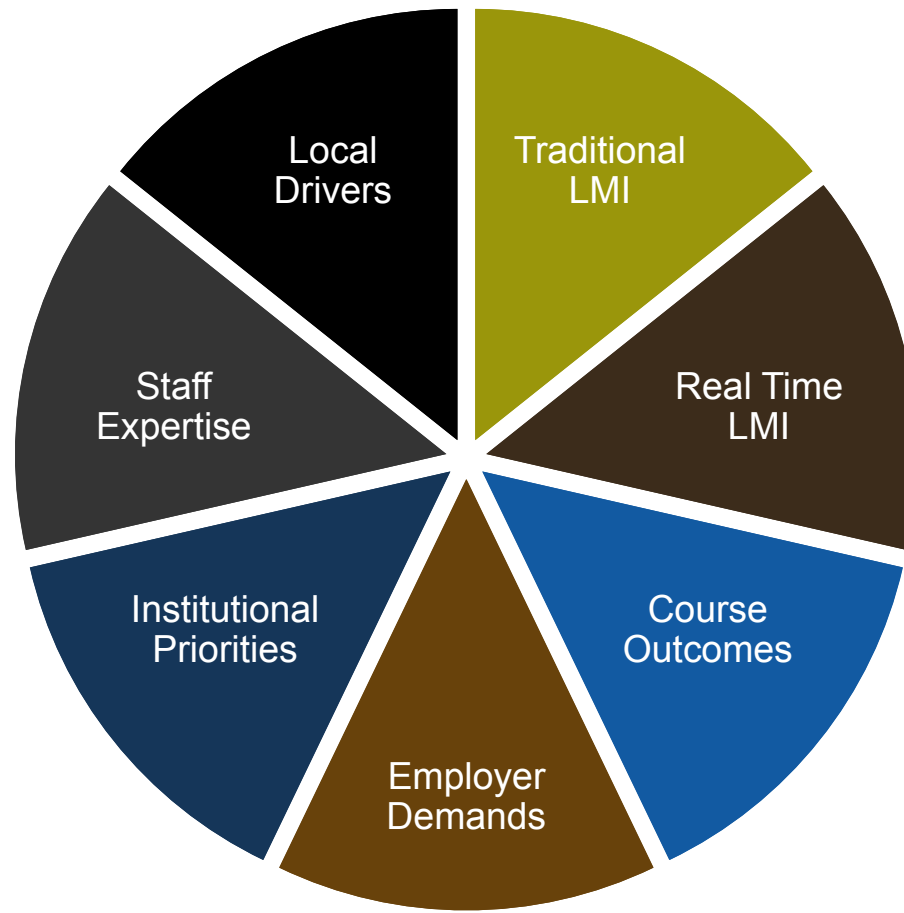 Local
Drivers
Traditional
LMI
Staff
Expertise
Real Time
LMI
Institutional
Priorities
Course
Outcomes
Employer
Demands